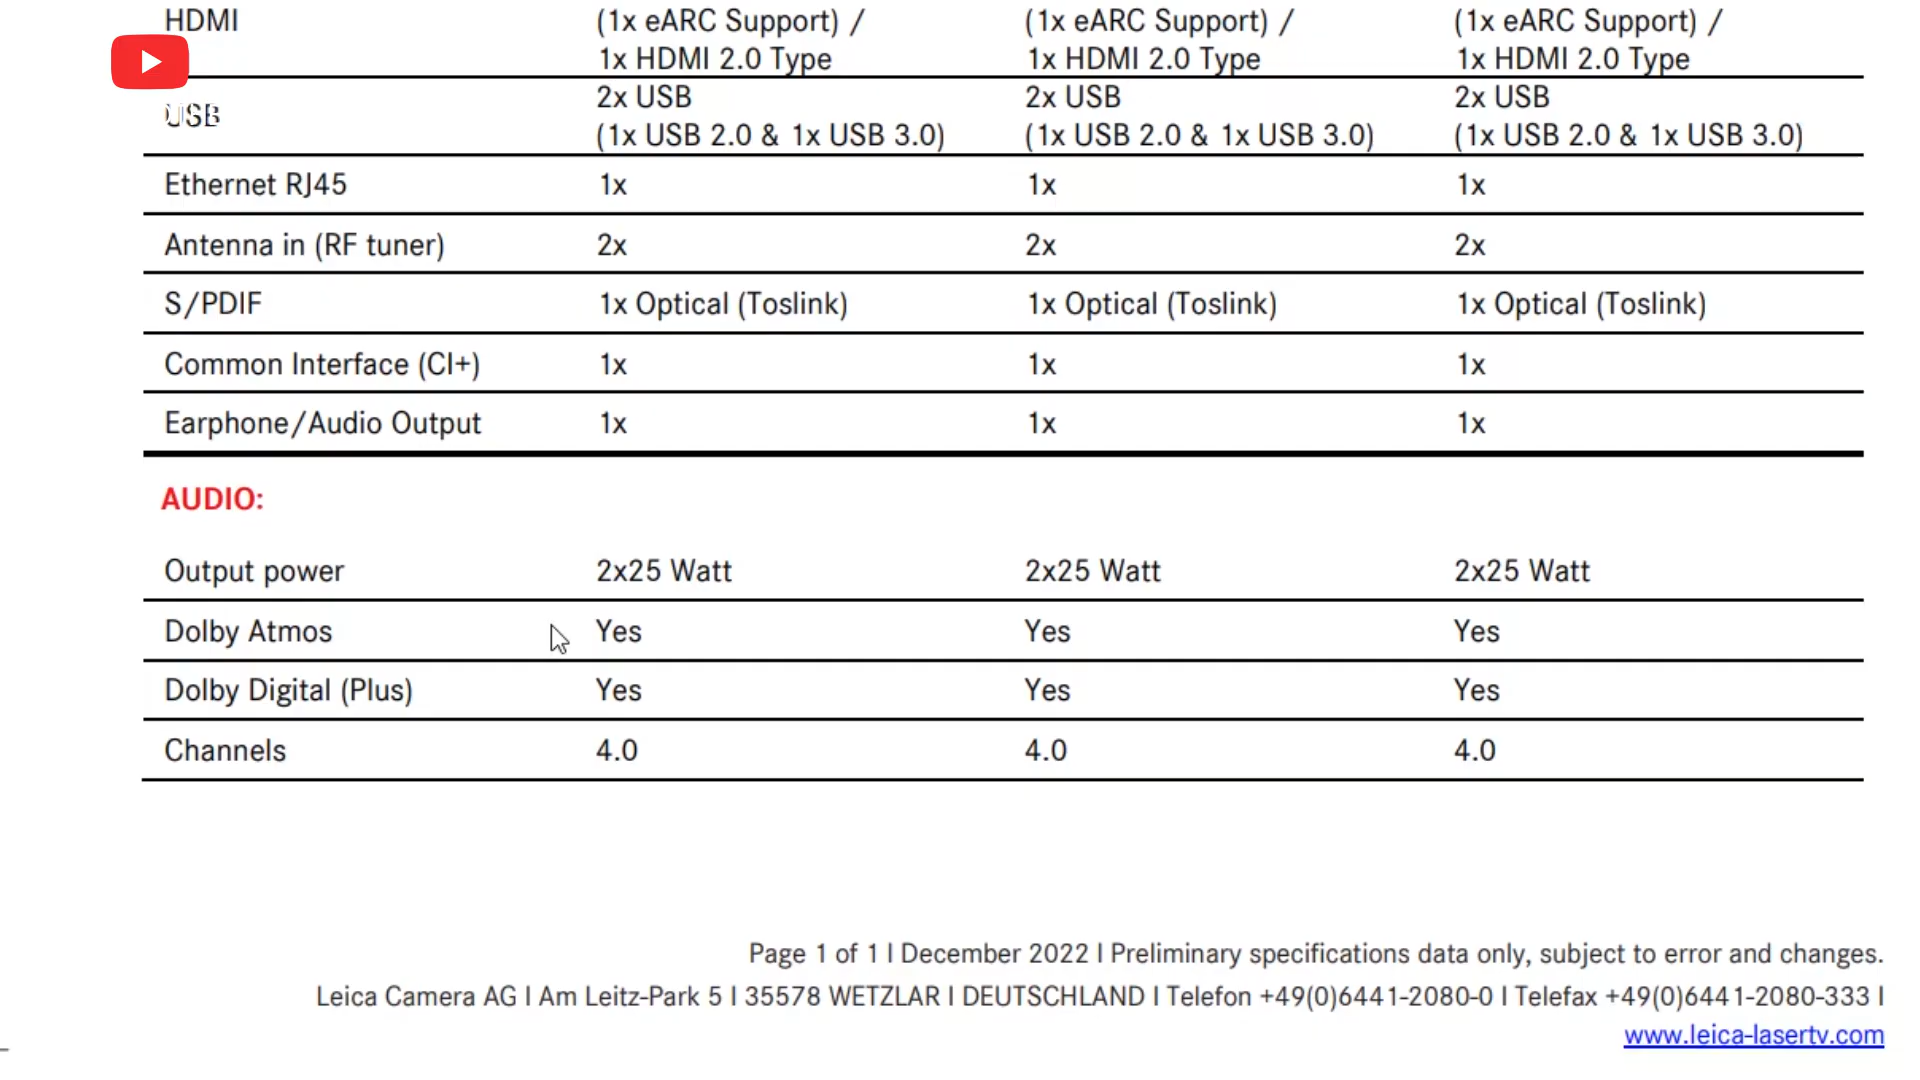 HDMI (1x eARC Support) / (1x eARC Support) / (1x eARC Support) /
1x HDMI 2.0 Type 1x HDMI 2.0 Type 1x HDMI 2.0 Type
USB 2x USB 2x USB 2x USB
(1x USB 2.0 & 1x USB 3.0) (1x USB 2.0 & 1x USB 3.0) (1x USB 2.0 & 1x USB 3.0)
Ethernet RJ45 1x 1x 1x
Antenna in (RF tuner) 2x 2x 2x
S/PDIF 1x Optical (Toslink) 1x Optical (Toslink) 1x Optical (Toslink)
Common Interface (CI+) 1x 1x 1x
Earphone/Audio Output 1x 1x 1x
AUDIO:
Output power 2x25 Watt 2x25 Watt 2x25 Watt
Dolby Atmos Yes Yes Yes
Dolby Digital (Plus) Yes Yes Yes
Channels 4.0 4.0 4.0
Page 1 of 1 I December 2022 I Preliminary specifications data only, subject to error and changes.
Leica Camera AG I Am Leitz-Park 5 I 35578 WETZLAR I DEUTSCHLAND I Telefon +49(0)6441-2080-0 I Telefax +49(0)6441-2080-333 I
www.leica-lasertv.com